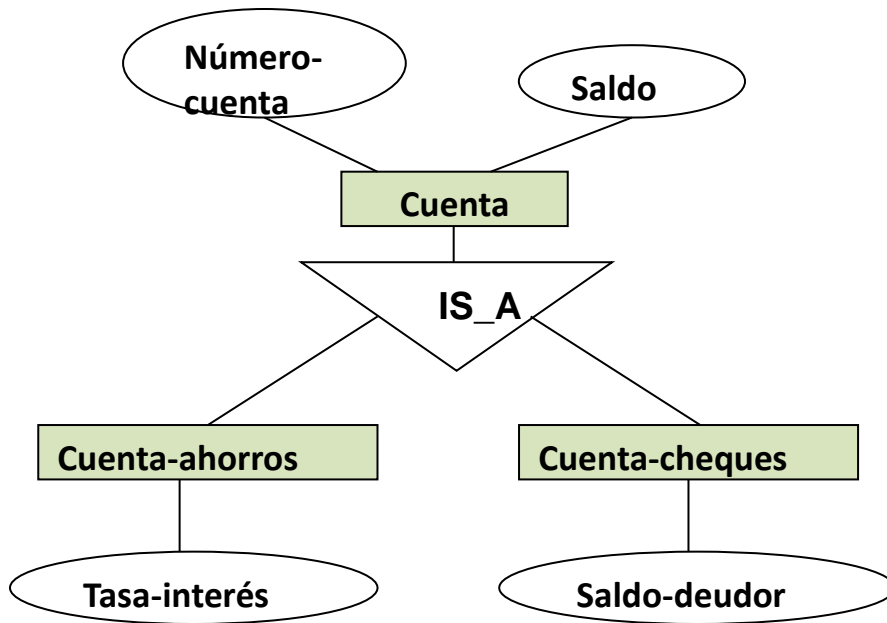 Número-
cuenta
Saldo
Cuenta
IS_A
Cuenta-ahorros
Cuenta-cheques
Tasa-interés
Saldo-deudor